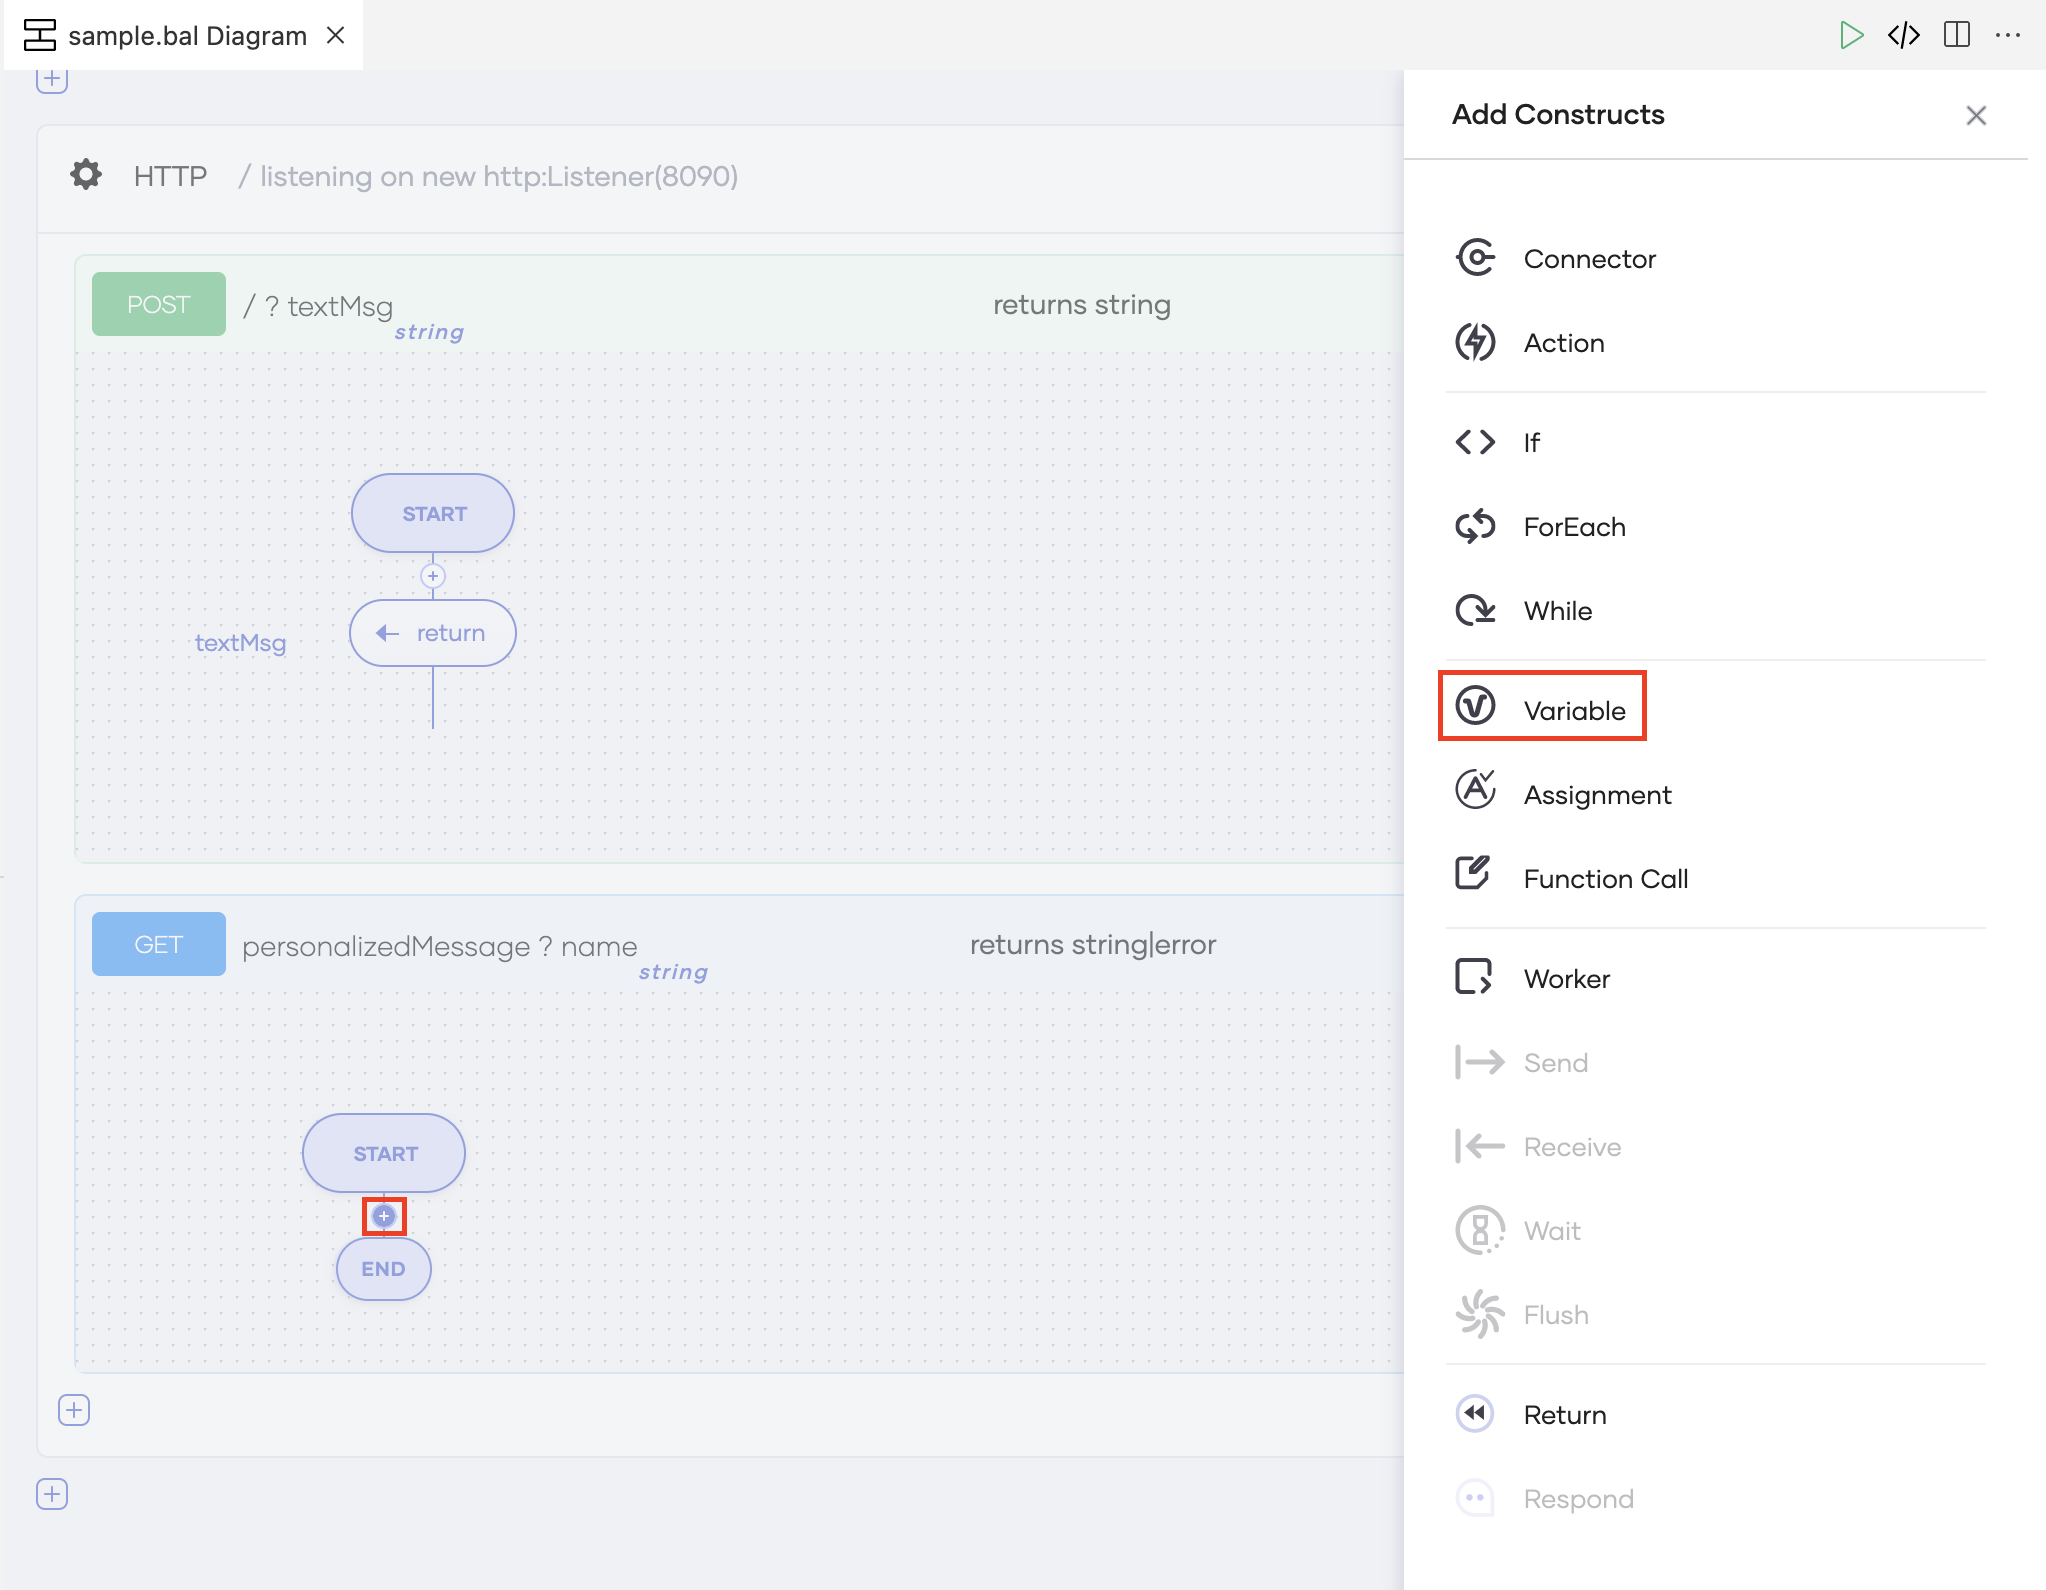 sample.bal Diagram
HTTP / listening on new http:Listener(8090)
POST / ? textMsg string returns string
START
textMsg
return
GET personalizedMessage ? name string returns string|error
START
END
Add Constructs
Connector
Action
If
ForEach
While
Variable
Assignment
Function Call
Worker
Send
Receive
Wait
Flush
Return
Respond